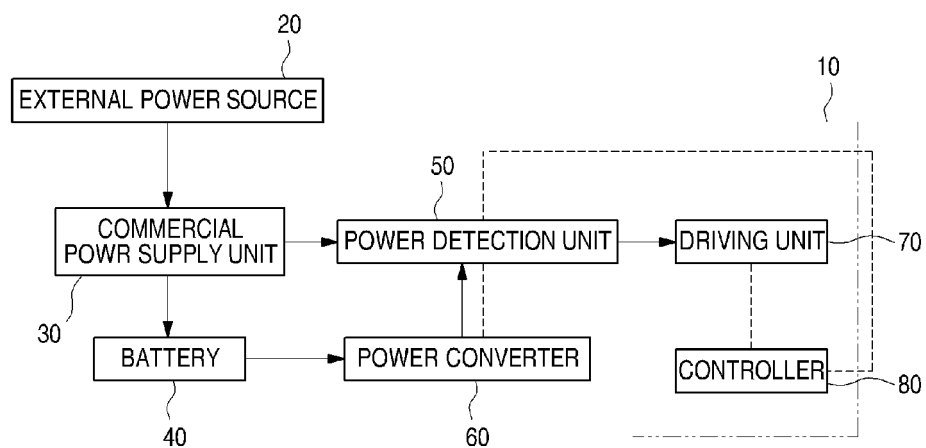 20
EXTERNAL POWER SOURCE
10
50
COMMERCIAL
POWR SUPPLY UNIT
POWER DETECTION UNIT
DRIVING UNIT
70
30
BATTERY
POWER CONVERTER
CONTROLLER
80
40
60